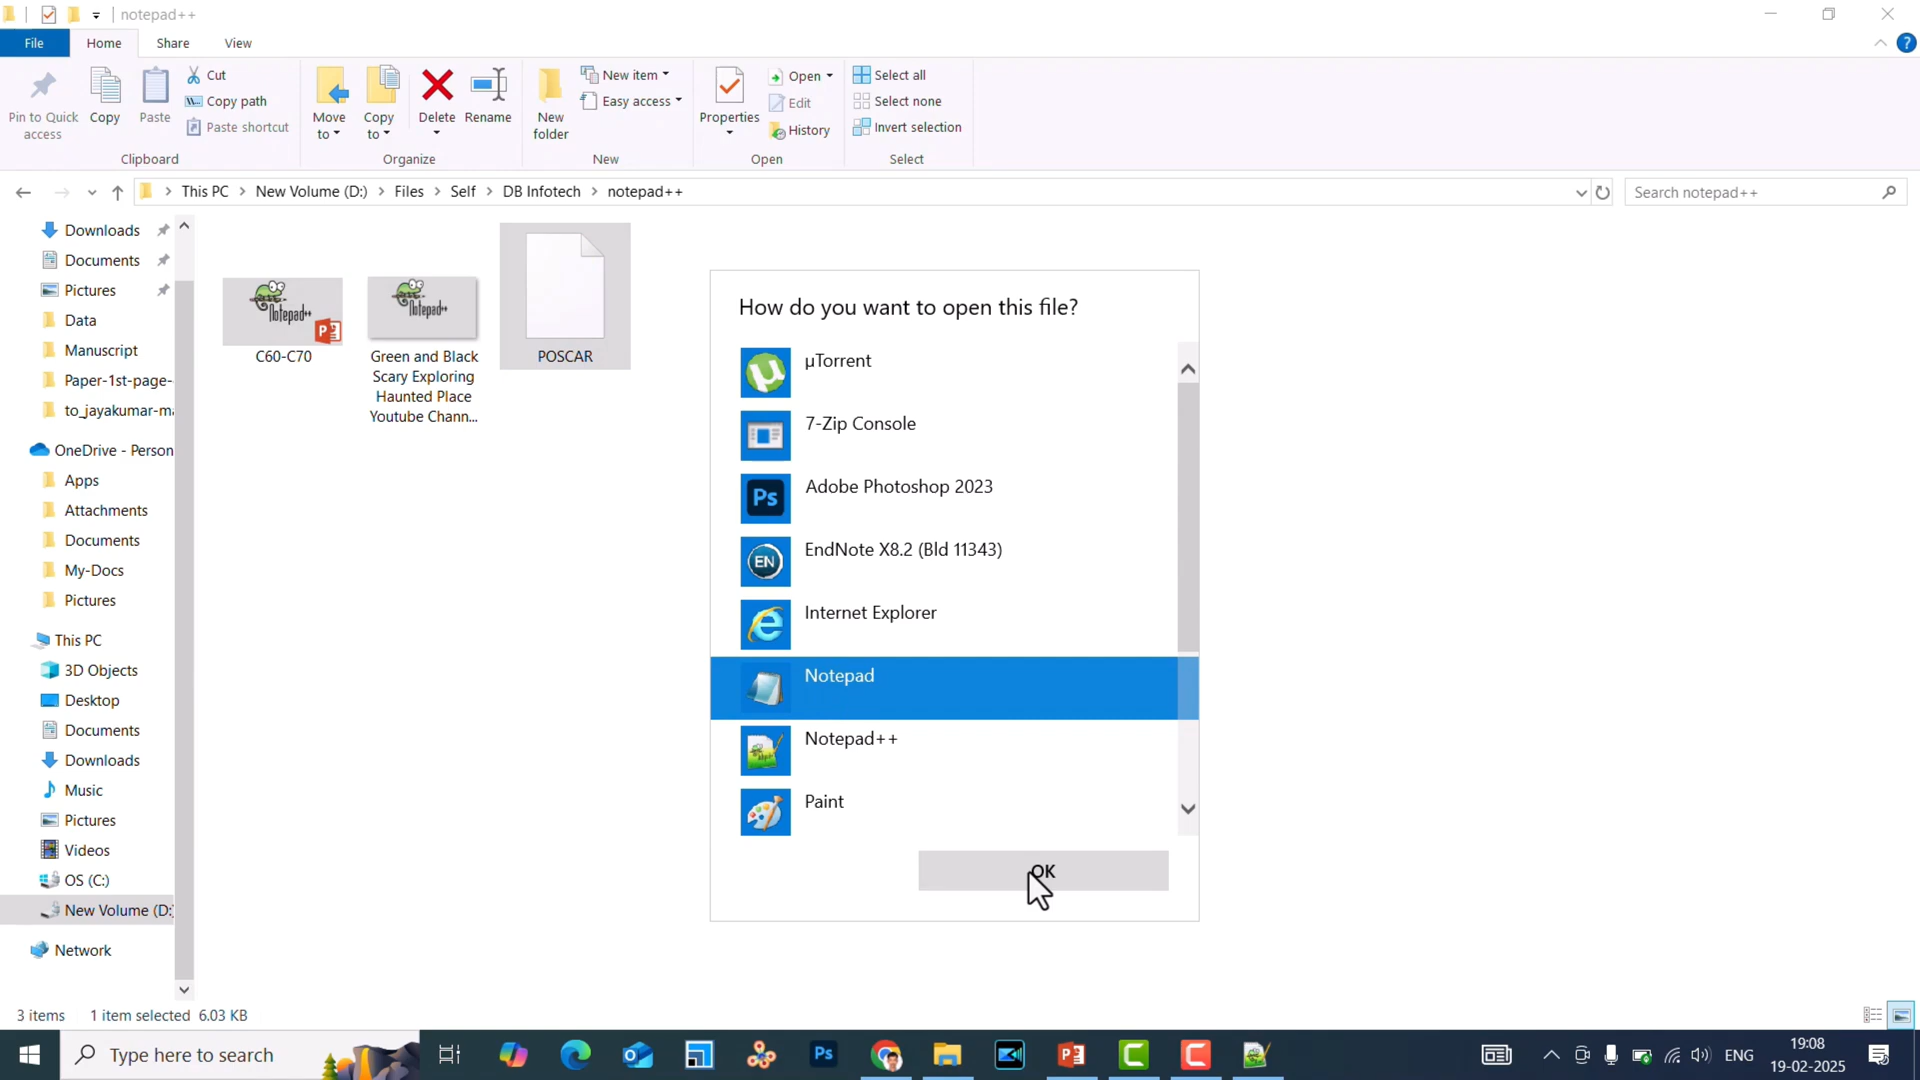 notepad++
File Home Share View
Pin to Quick access
Copy
Paste
Cut
Copy path
Paste shortcut
Clipboard
Move to
Copy to
Delete
Rename
Organize
New folder
New item
Easy access
New
Properties
Open
Edit
History
Open
Select all
Select none
Invert selection
Select
This PC > New Volume (D:) > Files > Self > DB Infotech > notepad++
Search notepad++
Downloads
Documents
Pictures
Data
Manuscript
Paper-1st-page-
to_jayakumar-ma
OneDrive - Person
Apps
Attachments
Documents
My-Docs
Pictures
This PC
3D Objects
Desktop
Documents
Downloads
Music
Pictures
Videos
OS (C:)
New Volume (D:)
Network
Notepad++
C60-C70
Notepad++
Green and Black
Scary Exploring
Haunted Place
Youtube Chann...
POSCAR
How do you want to open this file?
µTorrent
7-Zip Console
Adobe Photoshop 2023
EndNote X8.2 (Bld 11343)
Internet Explorer
Notepad
Notepad++
Paint
OK
3 items 1 item selected 6.03 KB
Type here to search
ENG
19:08
19-02-2025